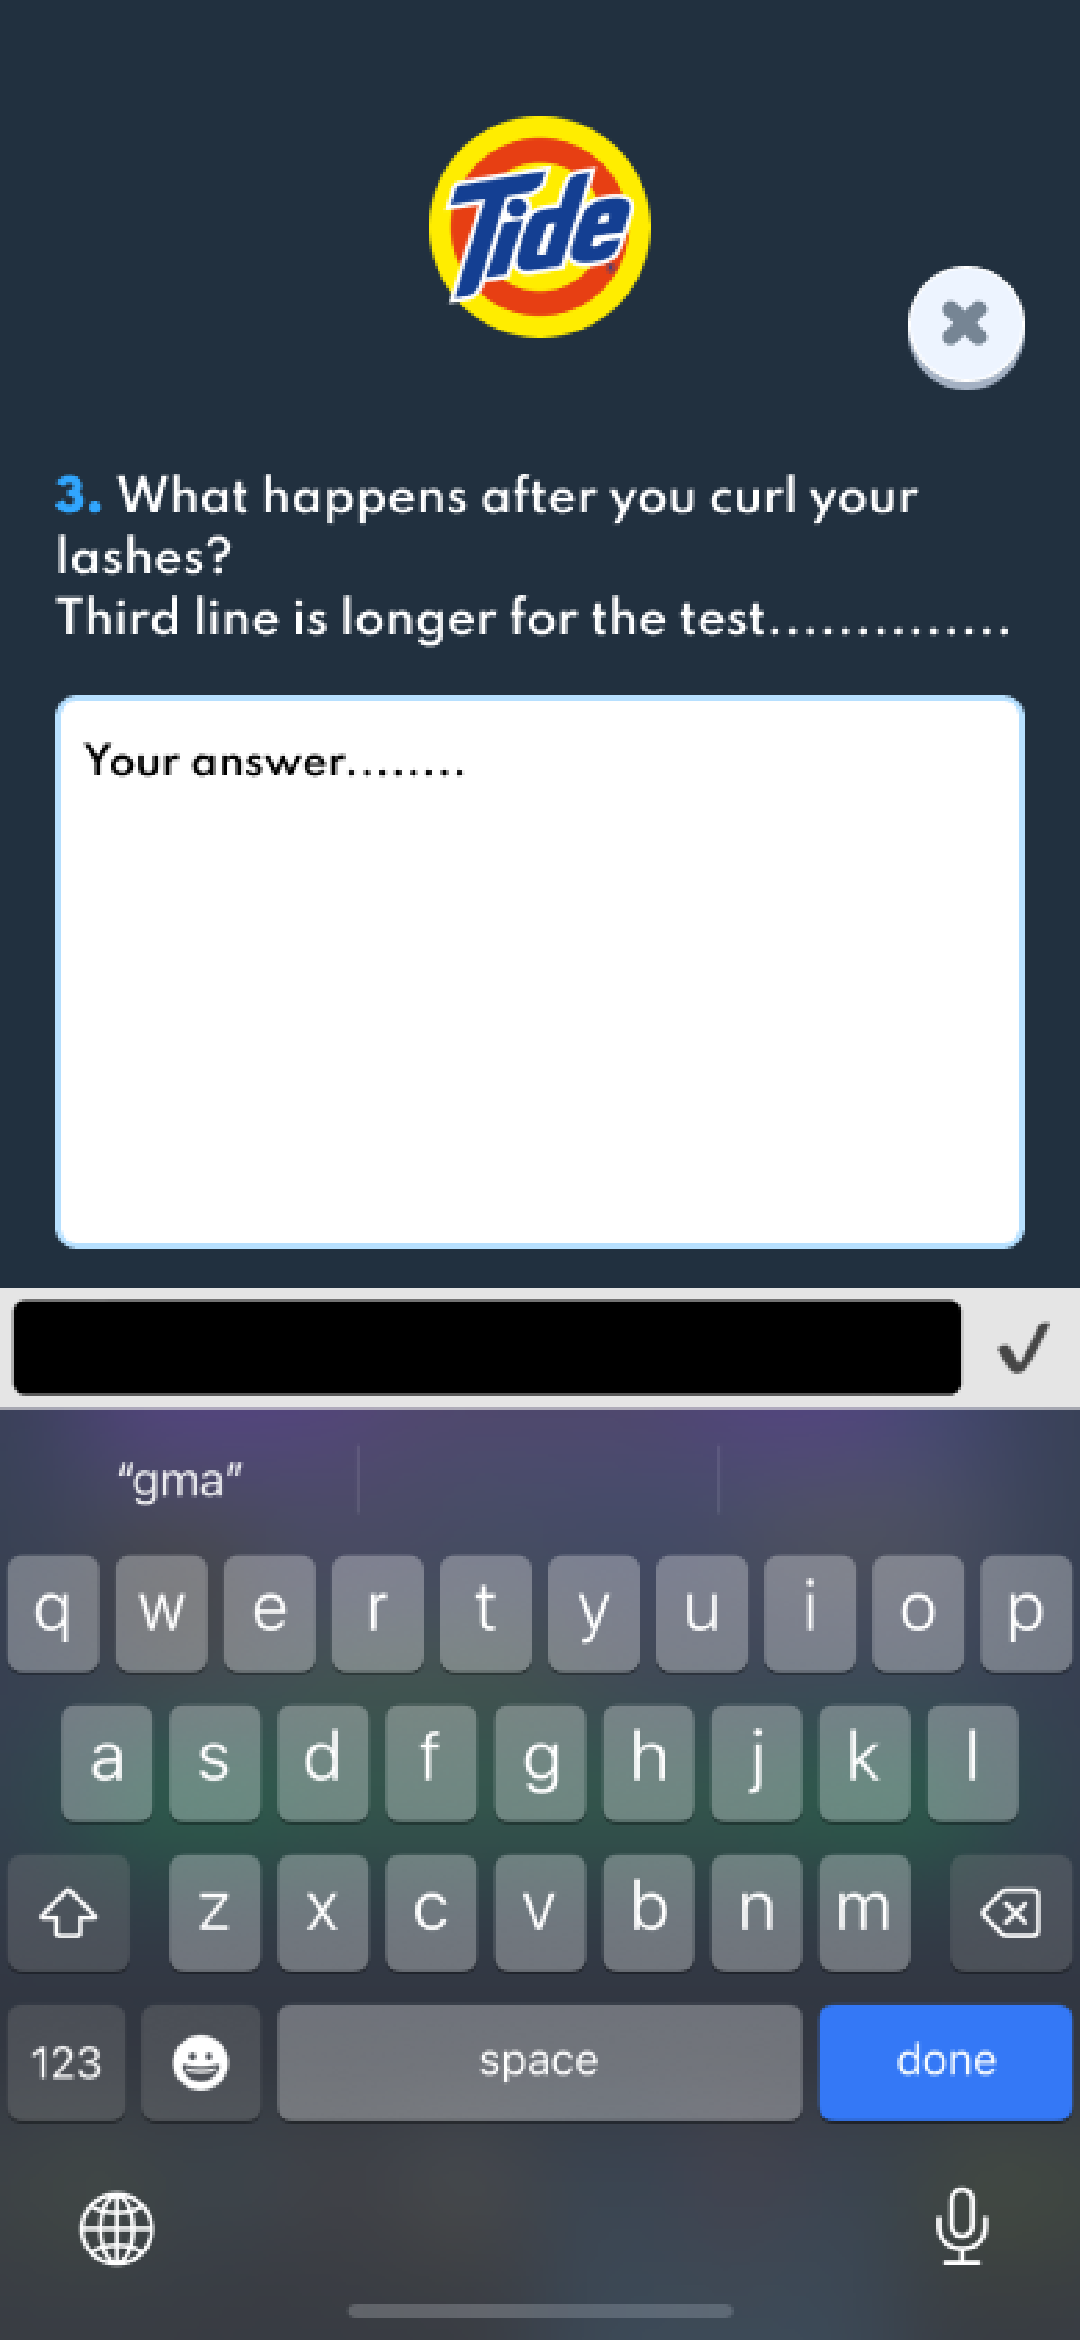 Tide
3. What happens after you curl your
lashes?
Third line is longer for the test..............
Your answer........
“gma”
q w e r t y u i o p
a s d f g h j k l
z x c v b n m
123 space done